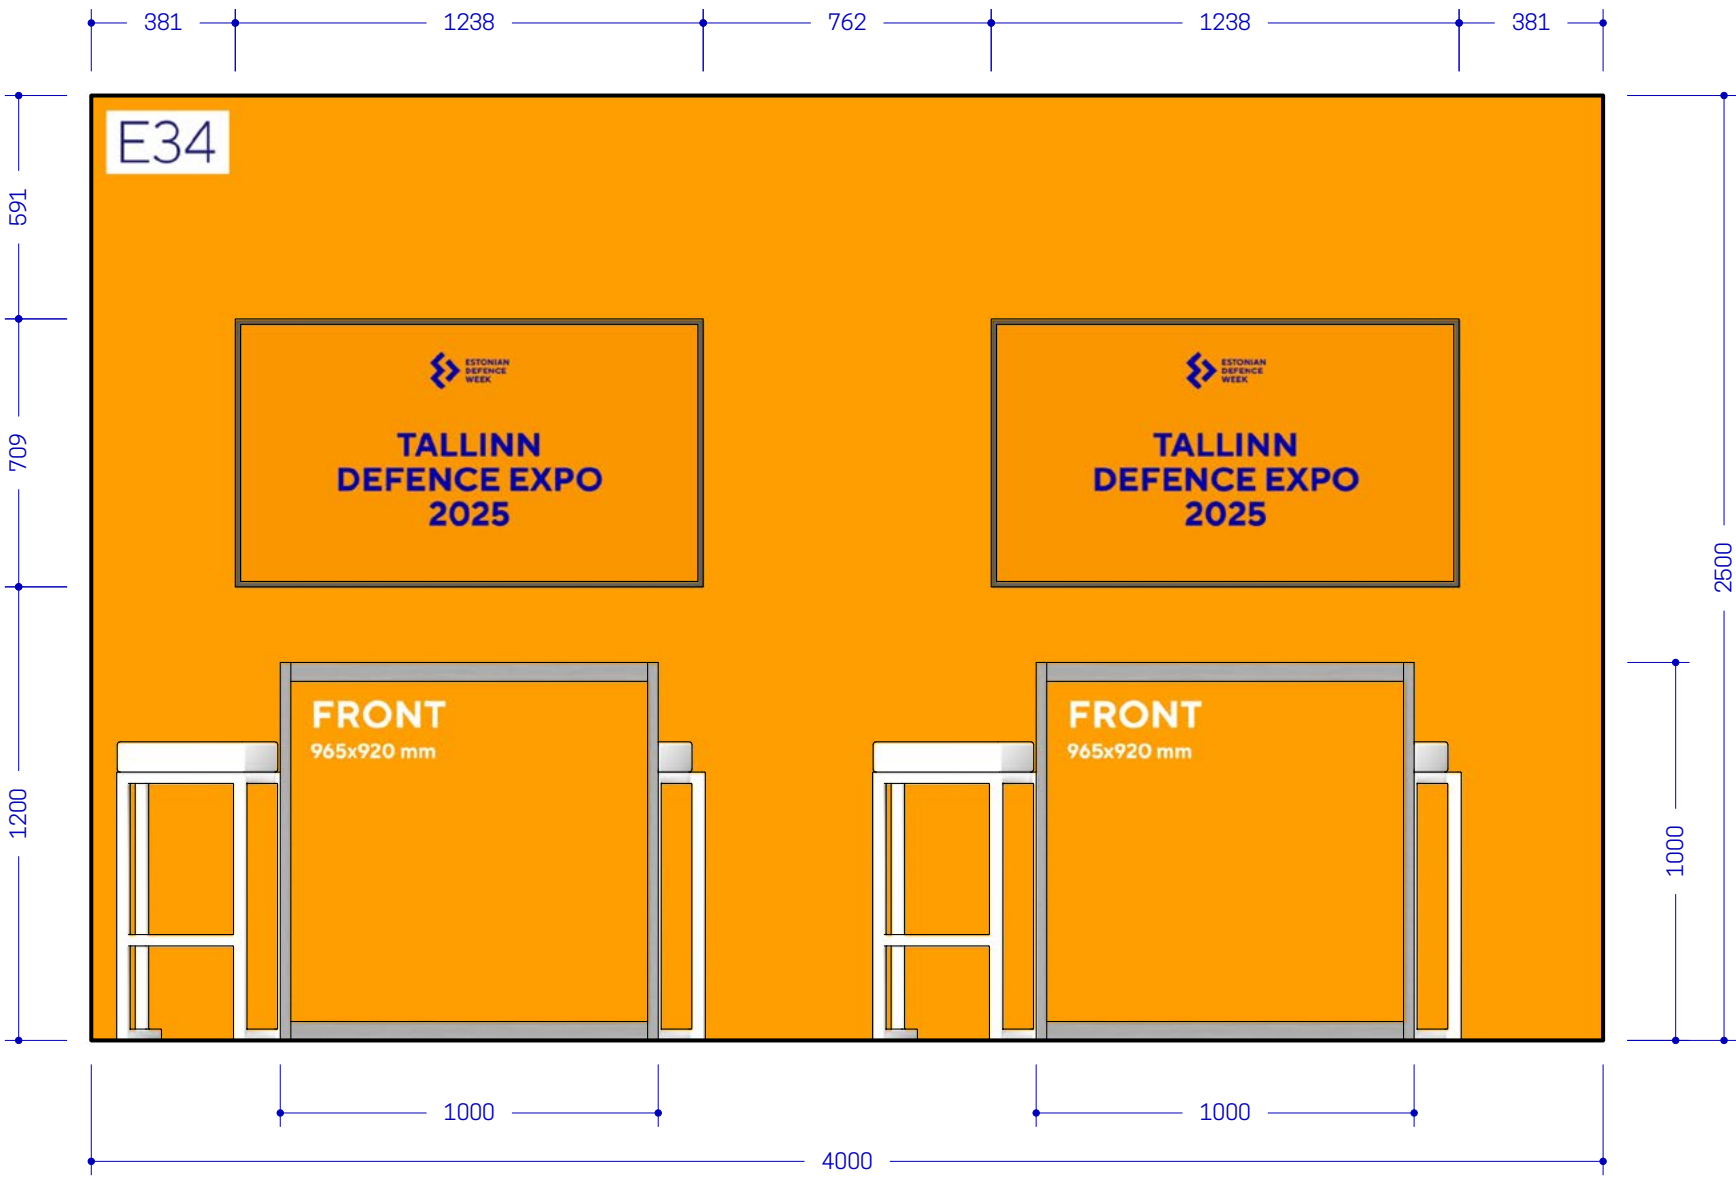 381
1238
762
1238
381
E34
591
709
1200
2500
1000
ESTONIAN
DEFENCE
WEEK
TALLINN
DEFENCE EXPO
2025
ESTONIAN
DEFENCE
WEEK
TALLINN
DEFENCE EXPO
2025
FRONT
965x920 mm
FRONT
965x920 mm
1000
1000
4000